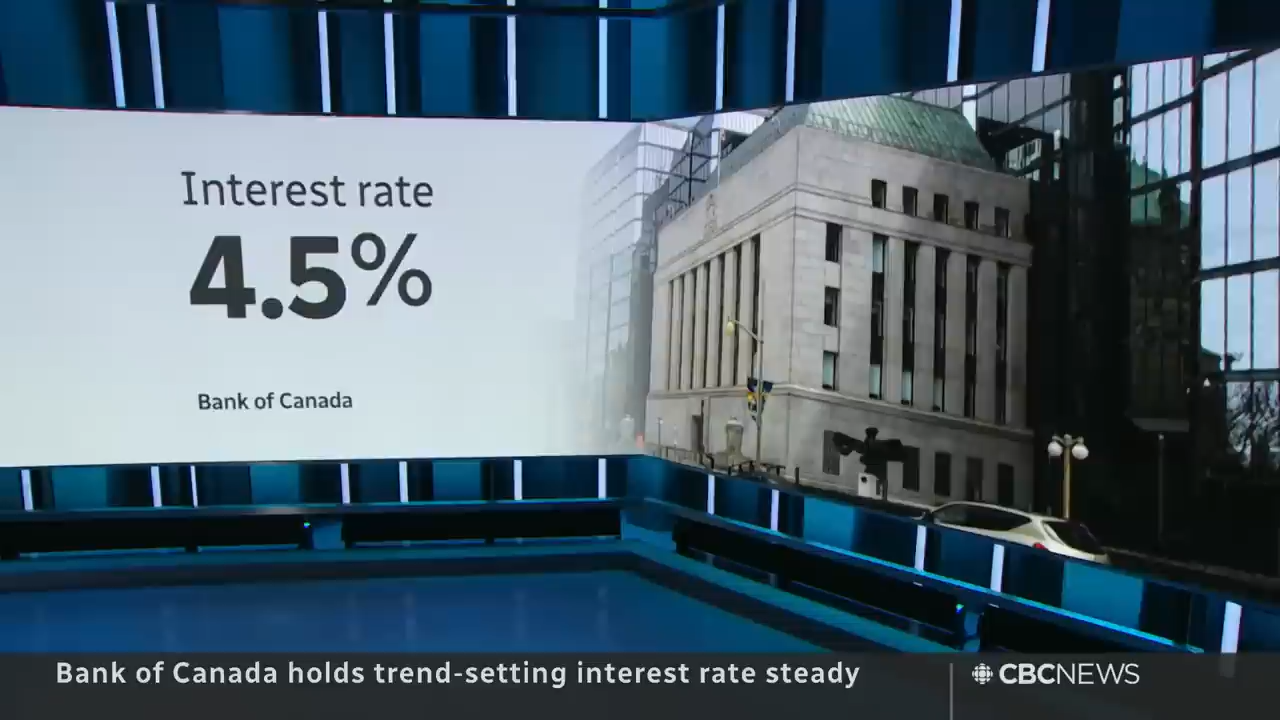 Interest rate
4.5%
Bank of Canada
Bank of Canada holds trend-setting interest rate steady
CBCNEWS